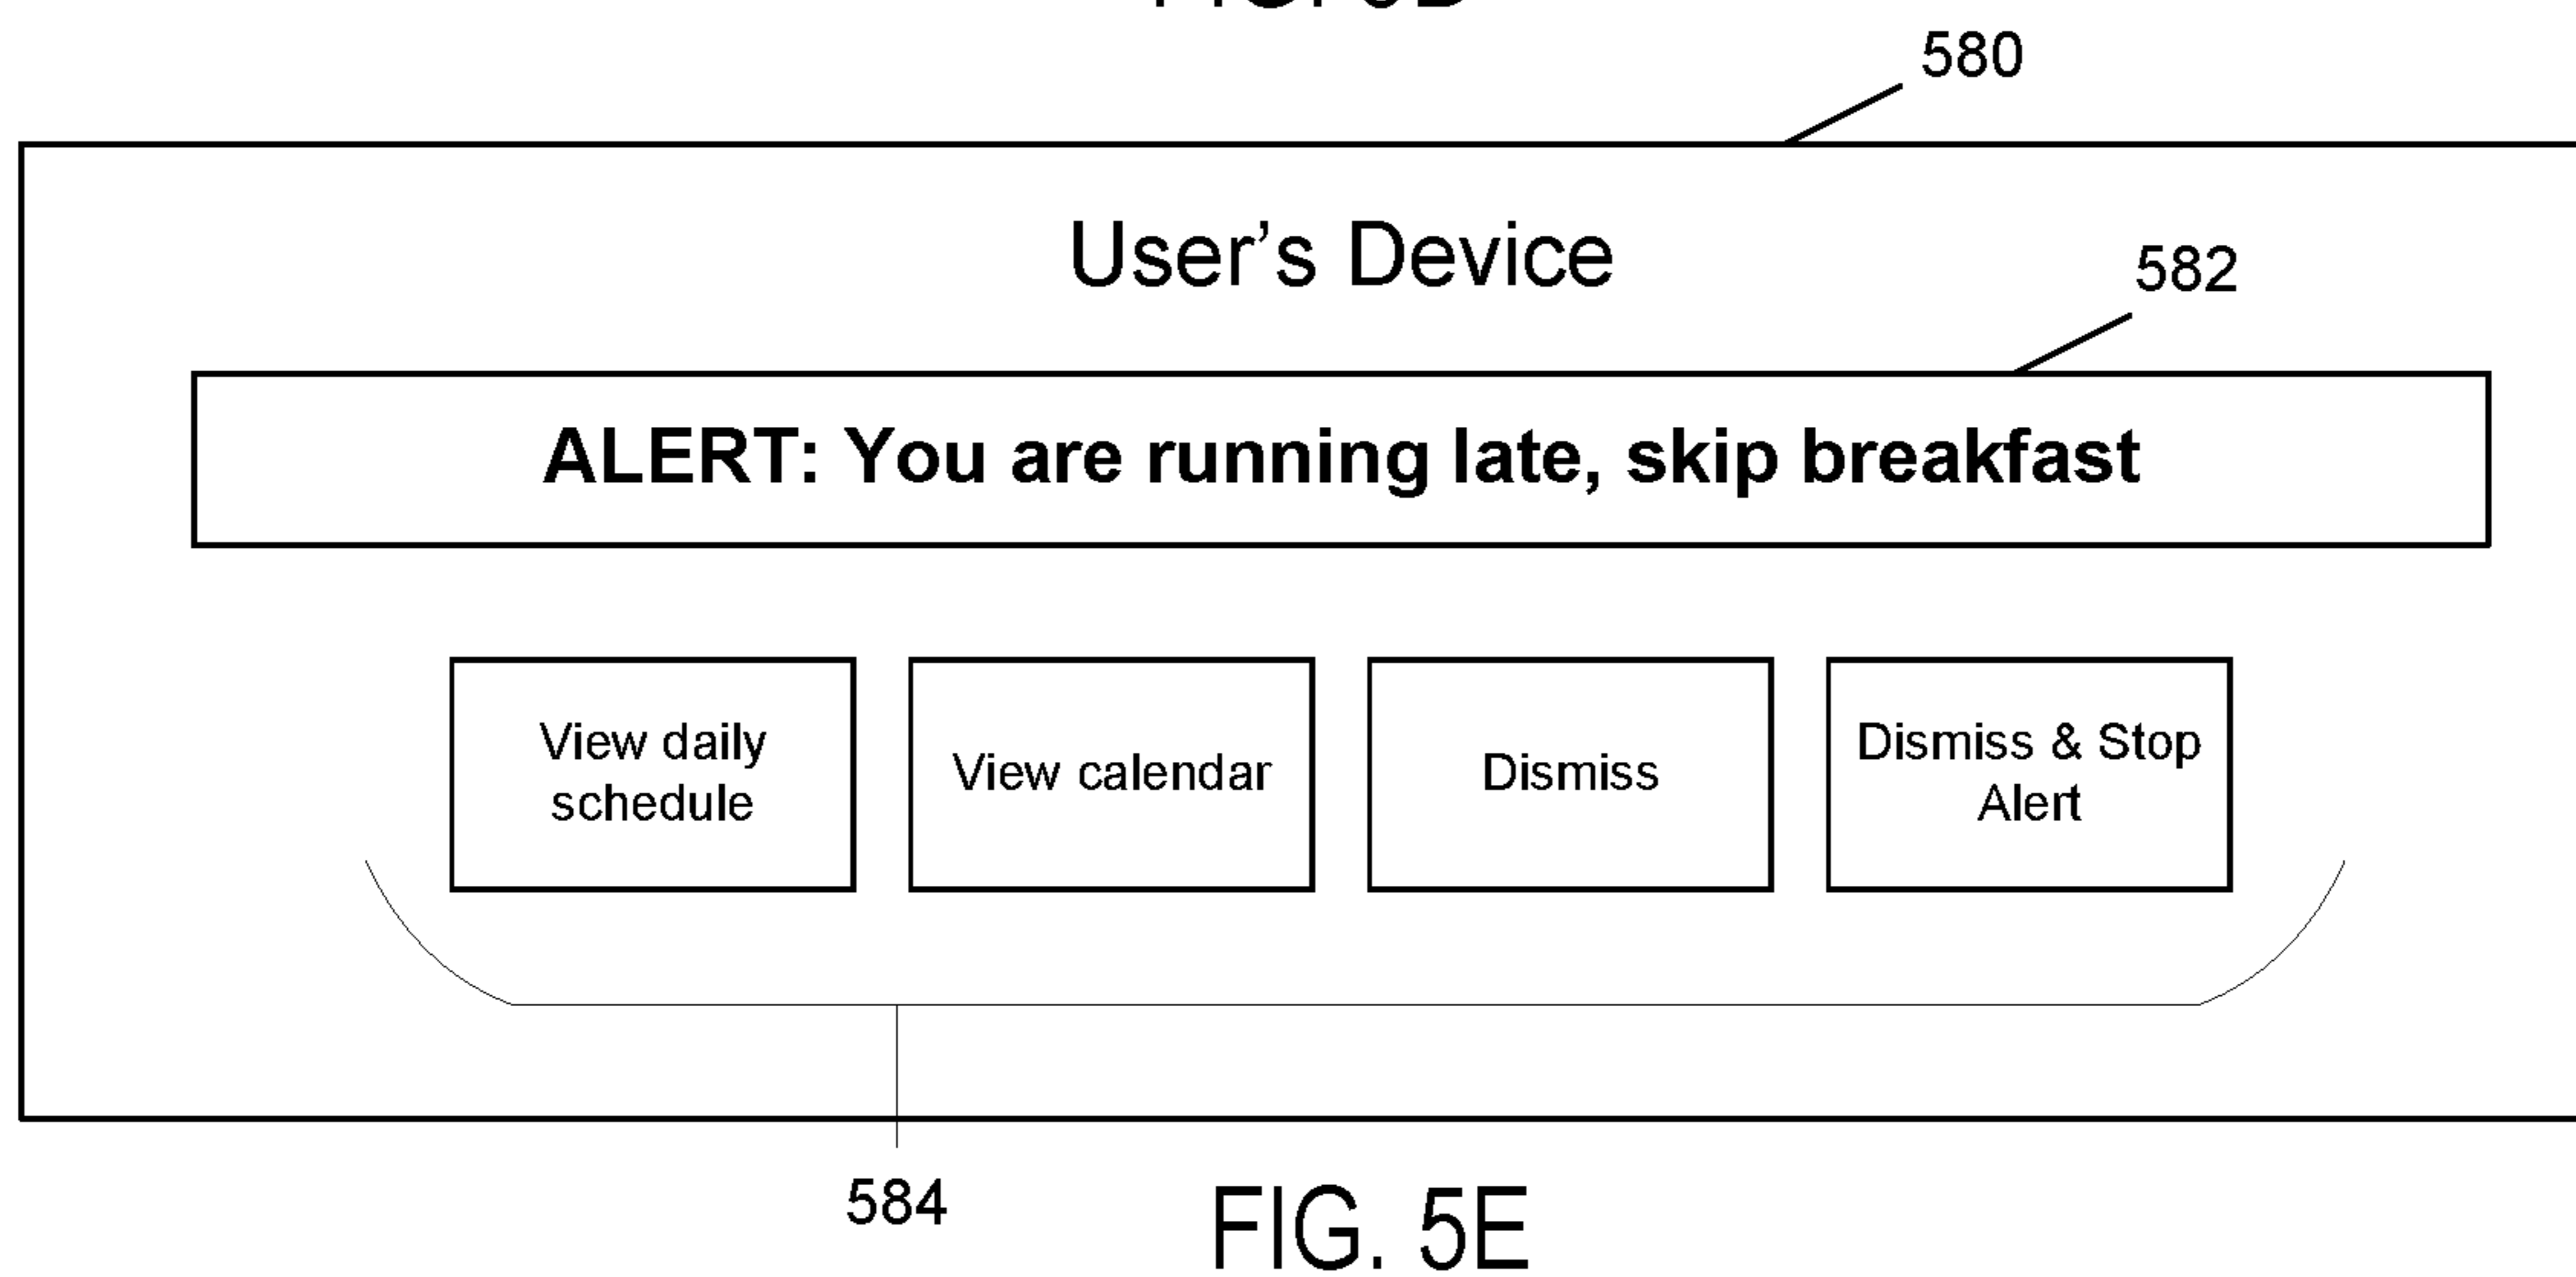 580
User's Device
582
ALERT: You are running late, skip breakfast
View daily
schedule
View calendar
Dismiss
Dismiss & Stop
Alert
584
FIG. 5E